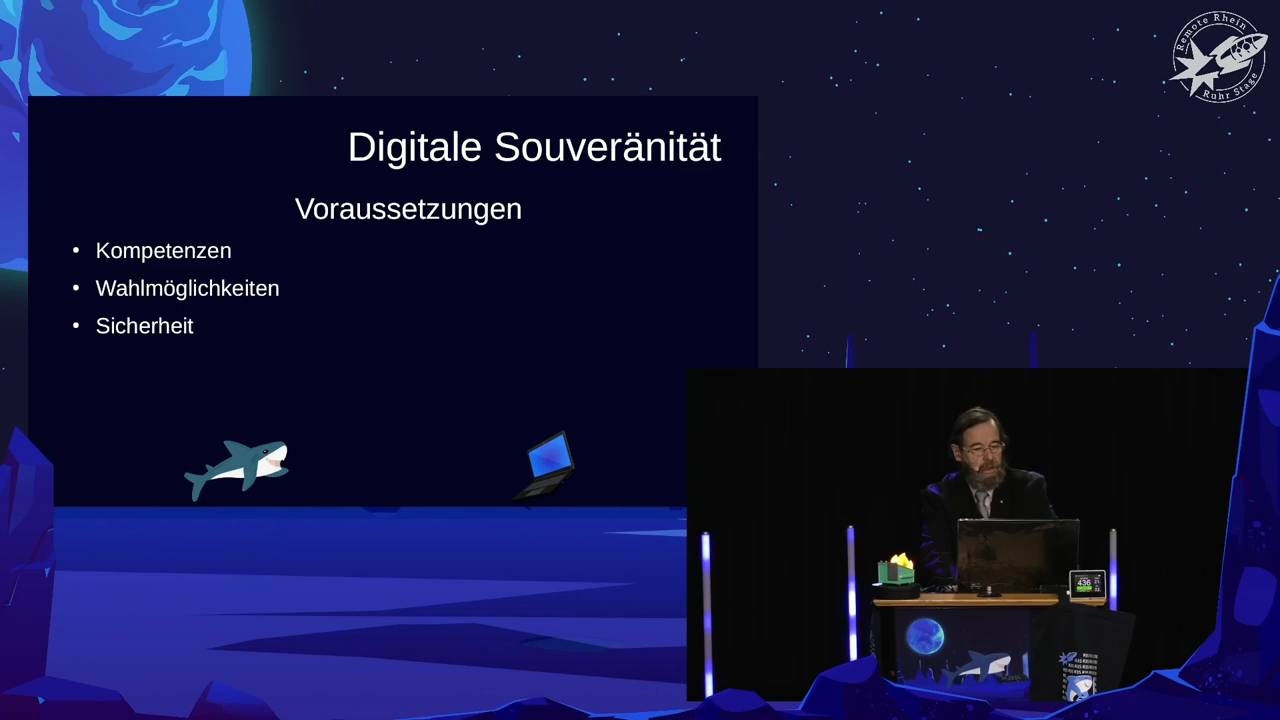 Remote Rhein
Ruhr Stage
Digitale Souveränität
Voraussetzungen
• Kompetenzen
• Wahlmöglichkeiten
• Sicherheit
436